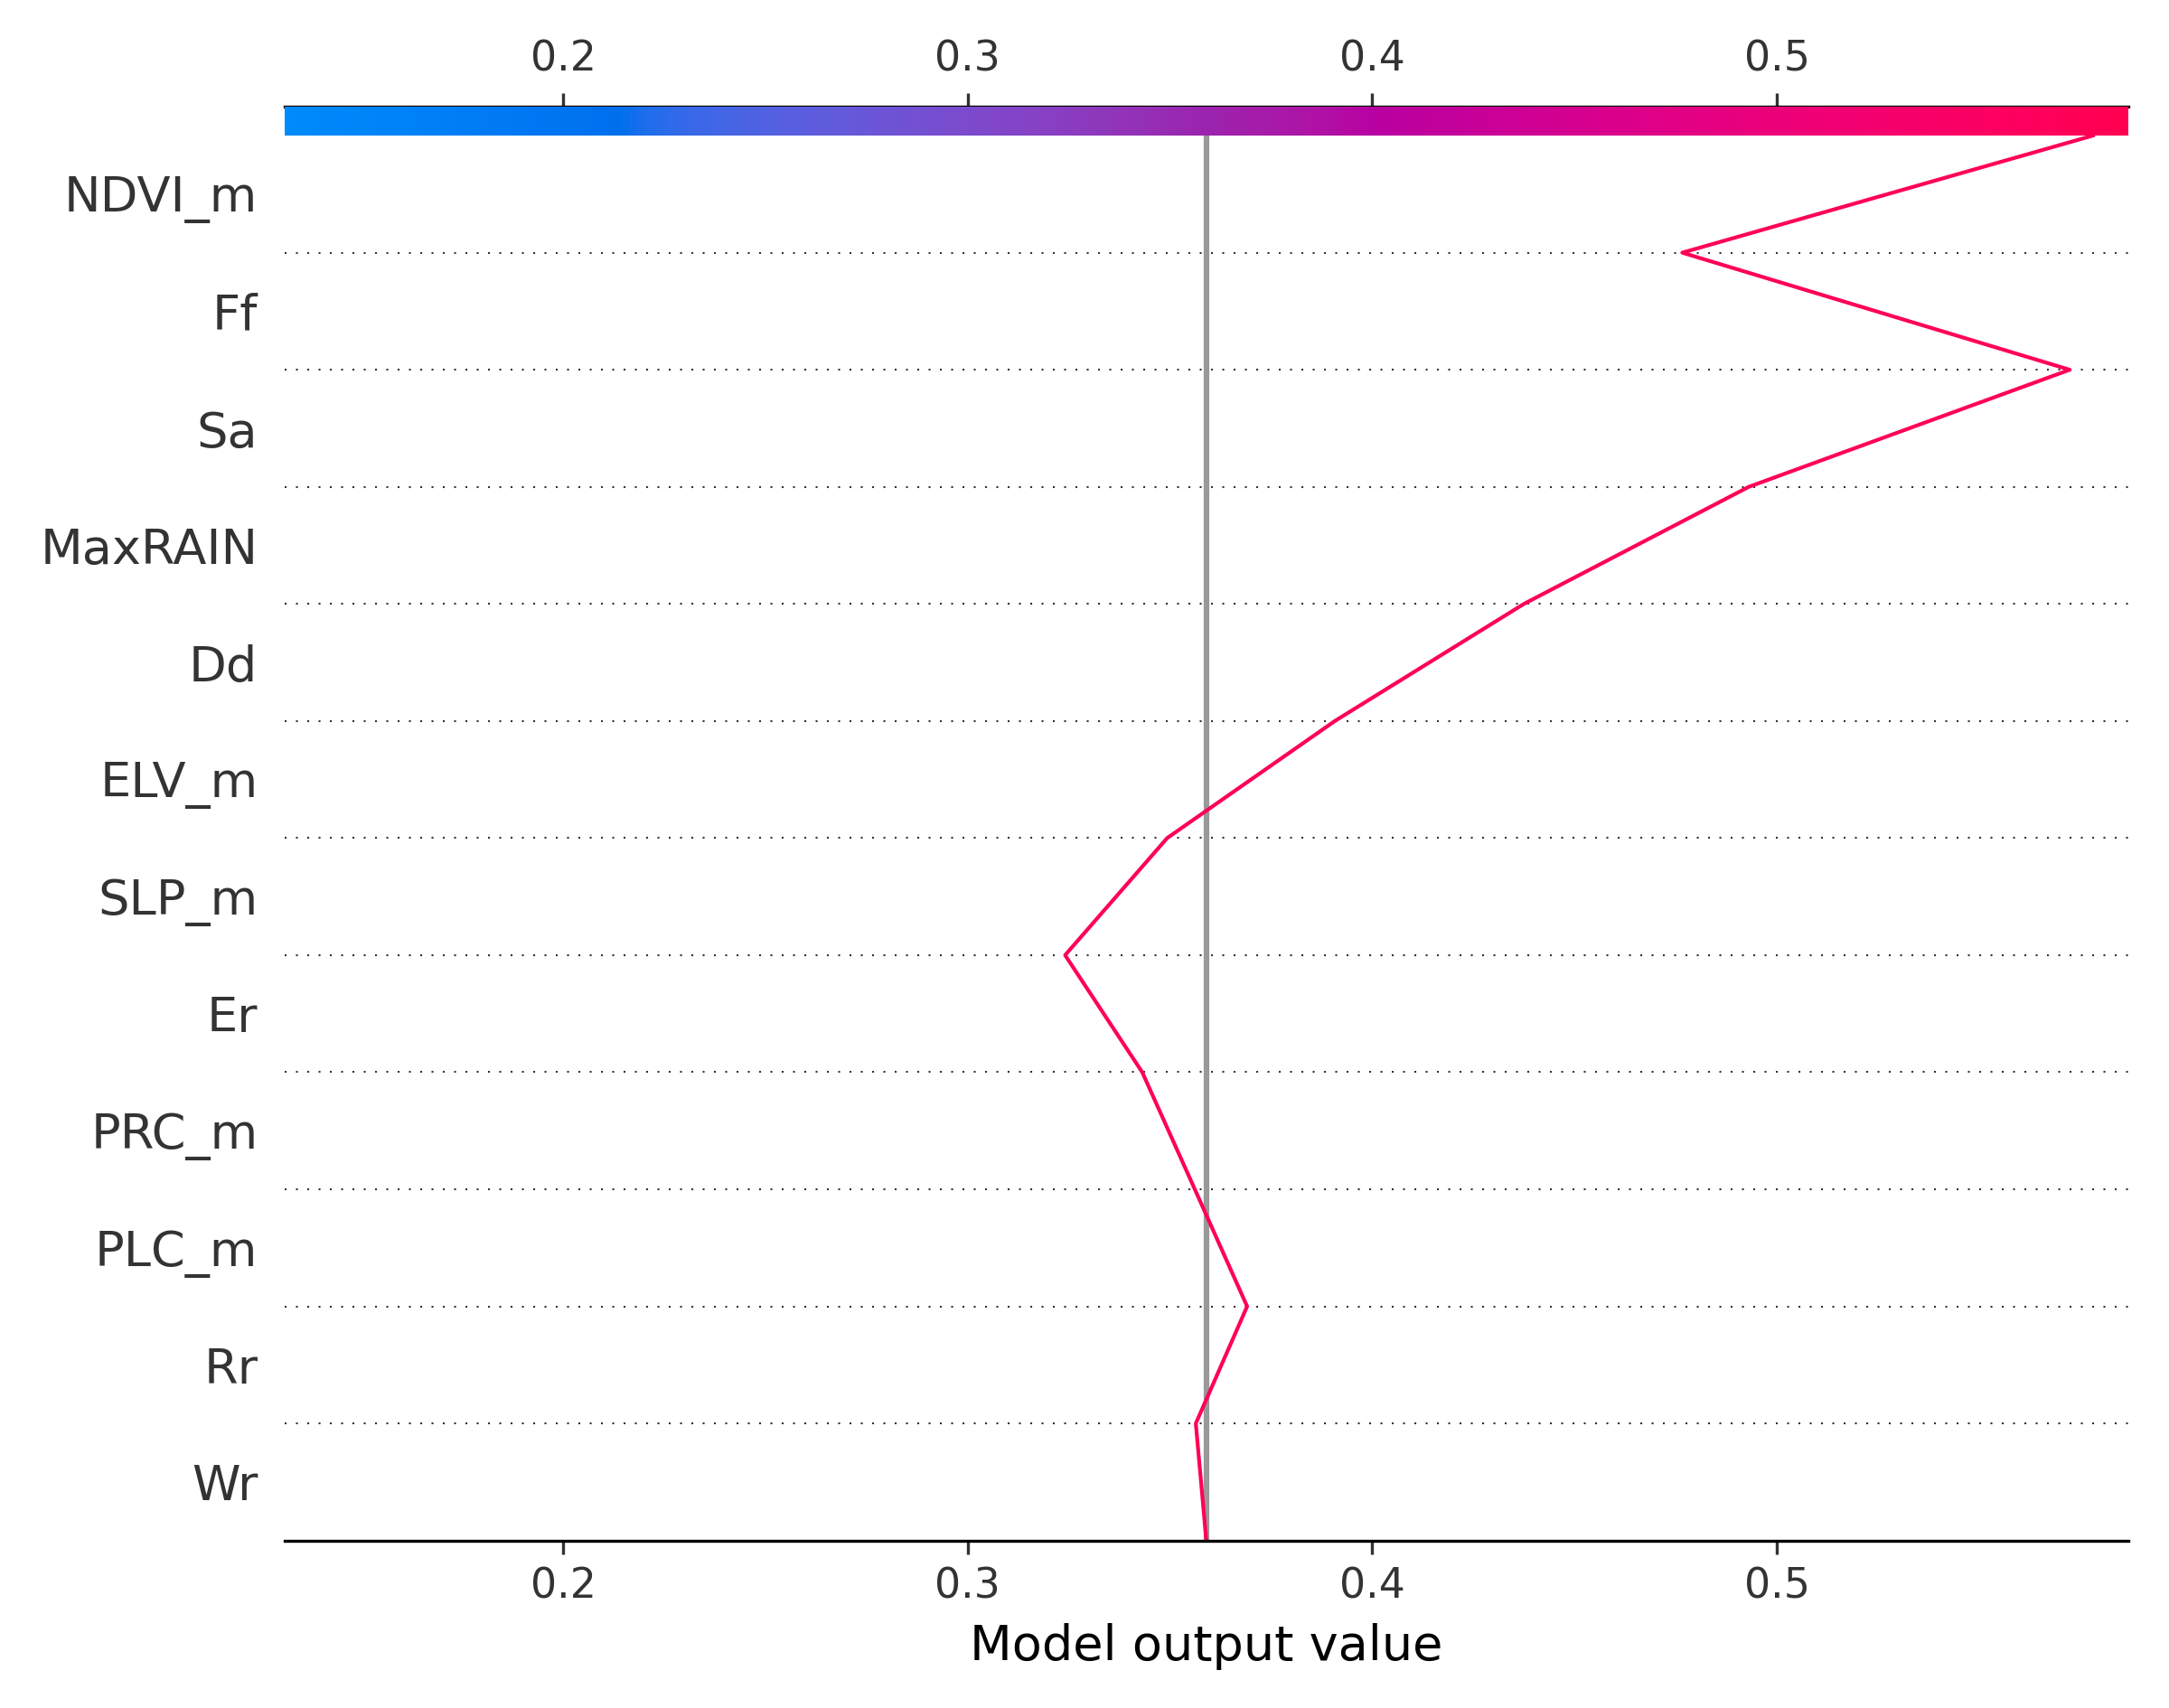 0.2 0.3 0.4 0.5
NDVI_m
Ff
Sa
MaxRAIN
Dd
ELV_m
SLP_m
Er
PRC_m
PLC_m
Rr
Wr
0.2 0.3 0.4 0.5
Model output value